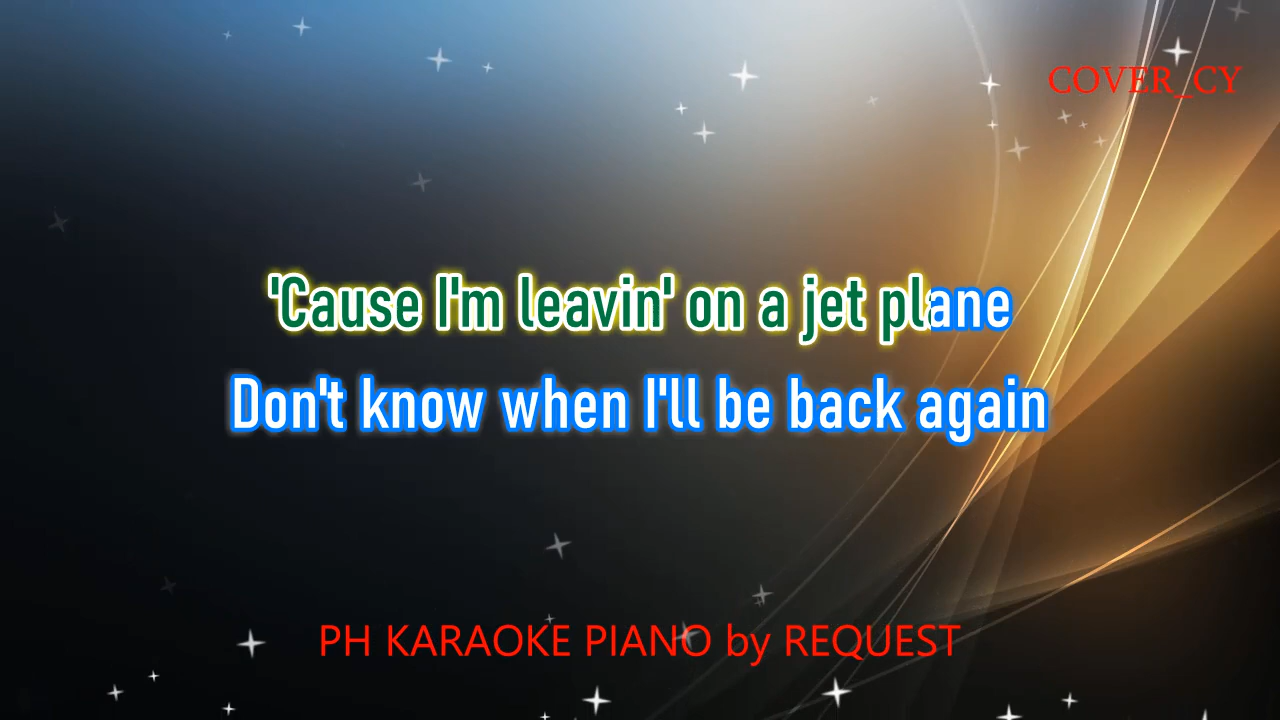 COVER_CY
'Cause I'm leavin' on a jet plane
Don't know when I'll be back again
PH KARAOKE PIANO by REQUEST